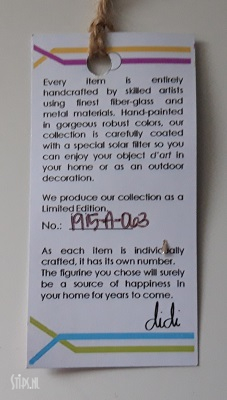 Every item is entirely
handcrafted by skilled artists
using finest fiber-glass and
metal materials. Hand-painted
in gorgeous robust colors, our
collection is carefully coated
with a special solar filter so you
can enjoy your object d'art in
your home or as an outdoor
decoration.
We produce our collection as a
Limited Edition
No.: 1915-A-063
As each item is individually
crafted, it has its own number.
The figurine you chose will surely
be a source of happiness in
your home for years to come.
didi
STIPI.NL